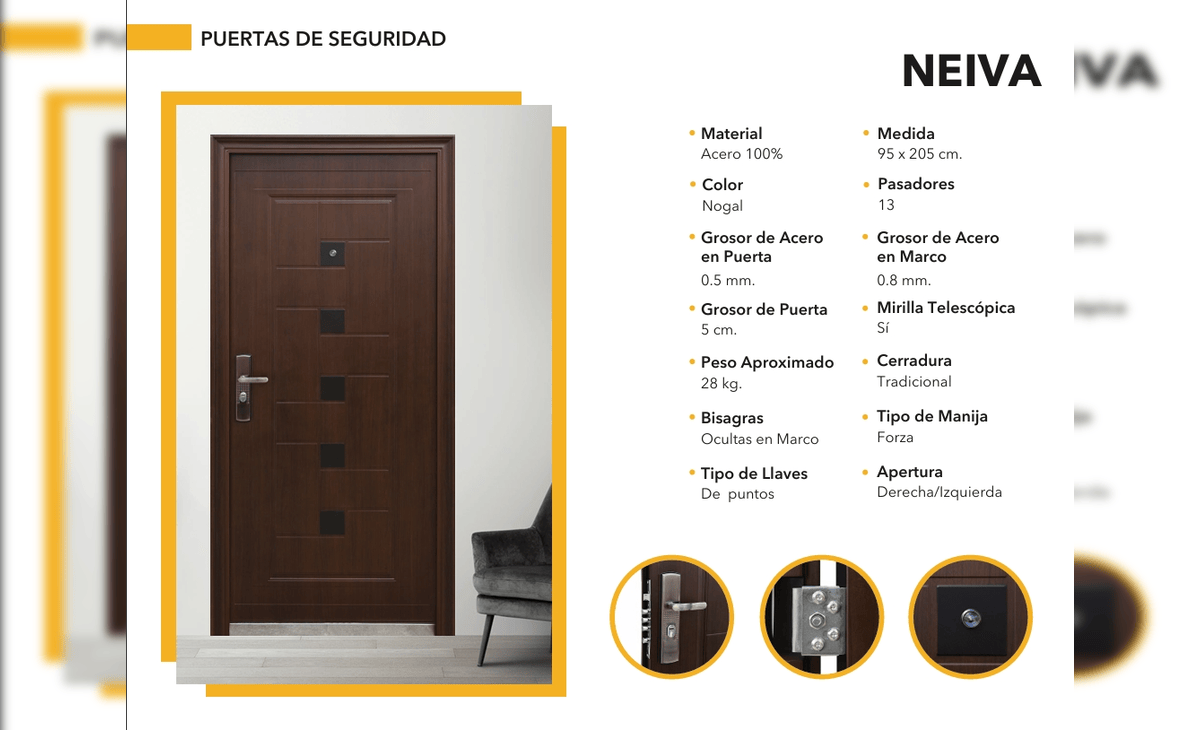 PUERTAS DE SEGURIDAD
NEIVA
Material
Acero 100%
Color
Nogal
Grosor de Acero
en Puerta
0.5 mm.
Grosor de Puerta
5 cm.
Peso Aproximado
28 kg.
Bisagras
Ocultas en Marco
Tipo de Llaves
De  puntos
Medida
95 x 205 cm.
Pasadores
13
Grosor de Acero
en Marco
0.8 mm.
Mirilla Telescópica
Sí
Cerradura
Tradicional
Tipo de Manija
Forza
Apertura
Derecha/Izquierda